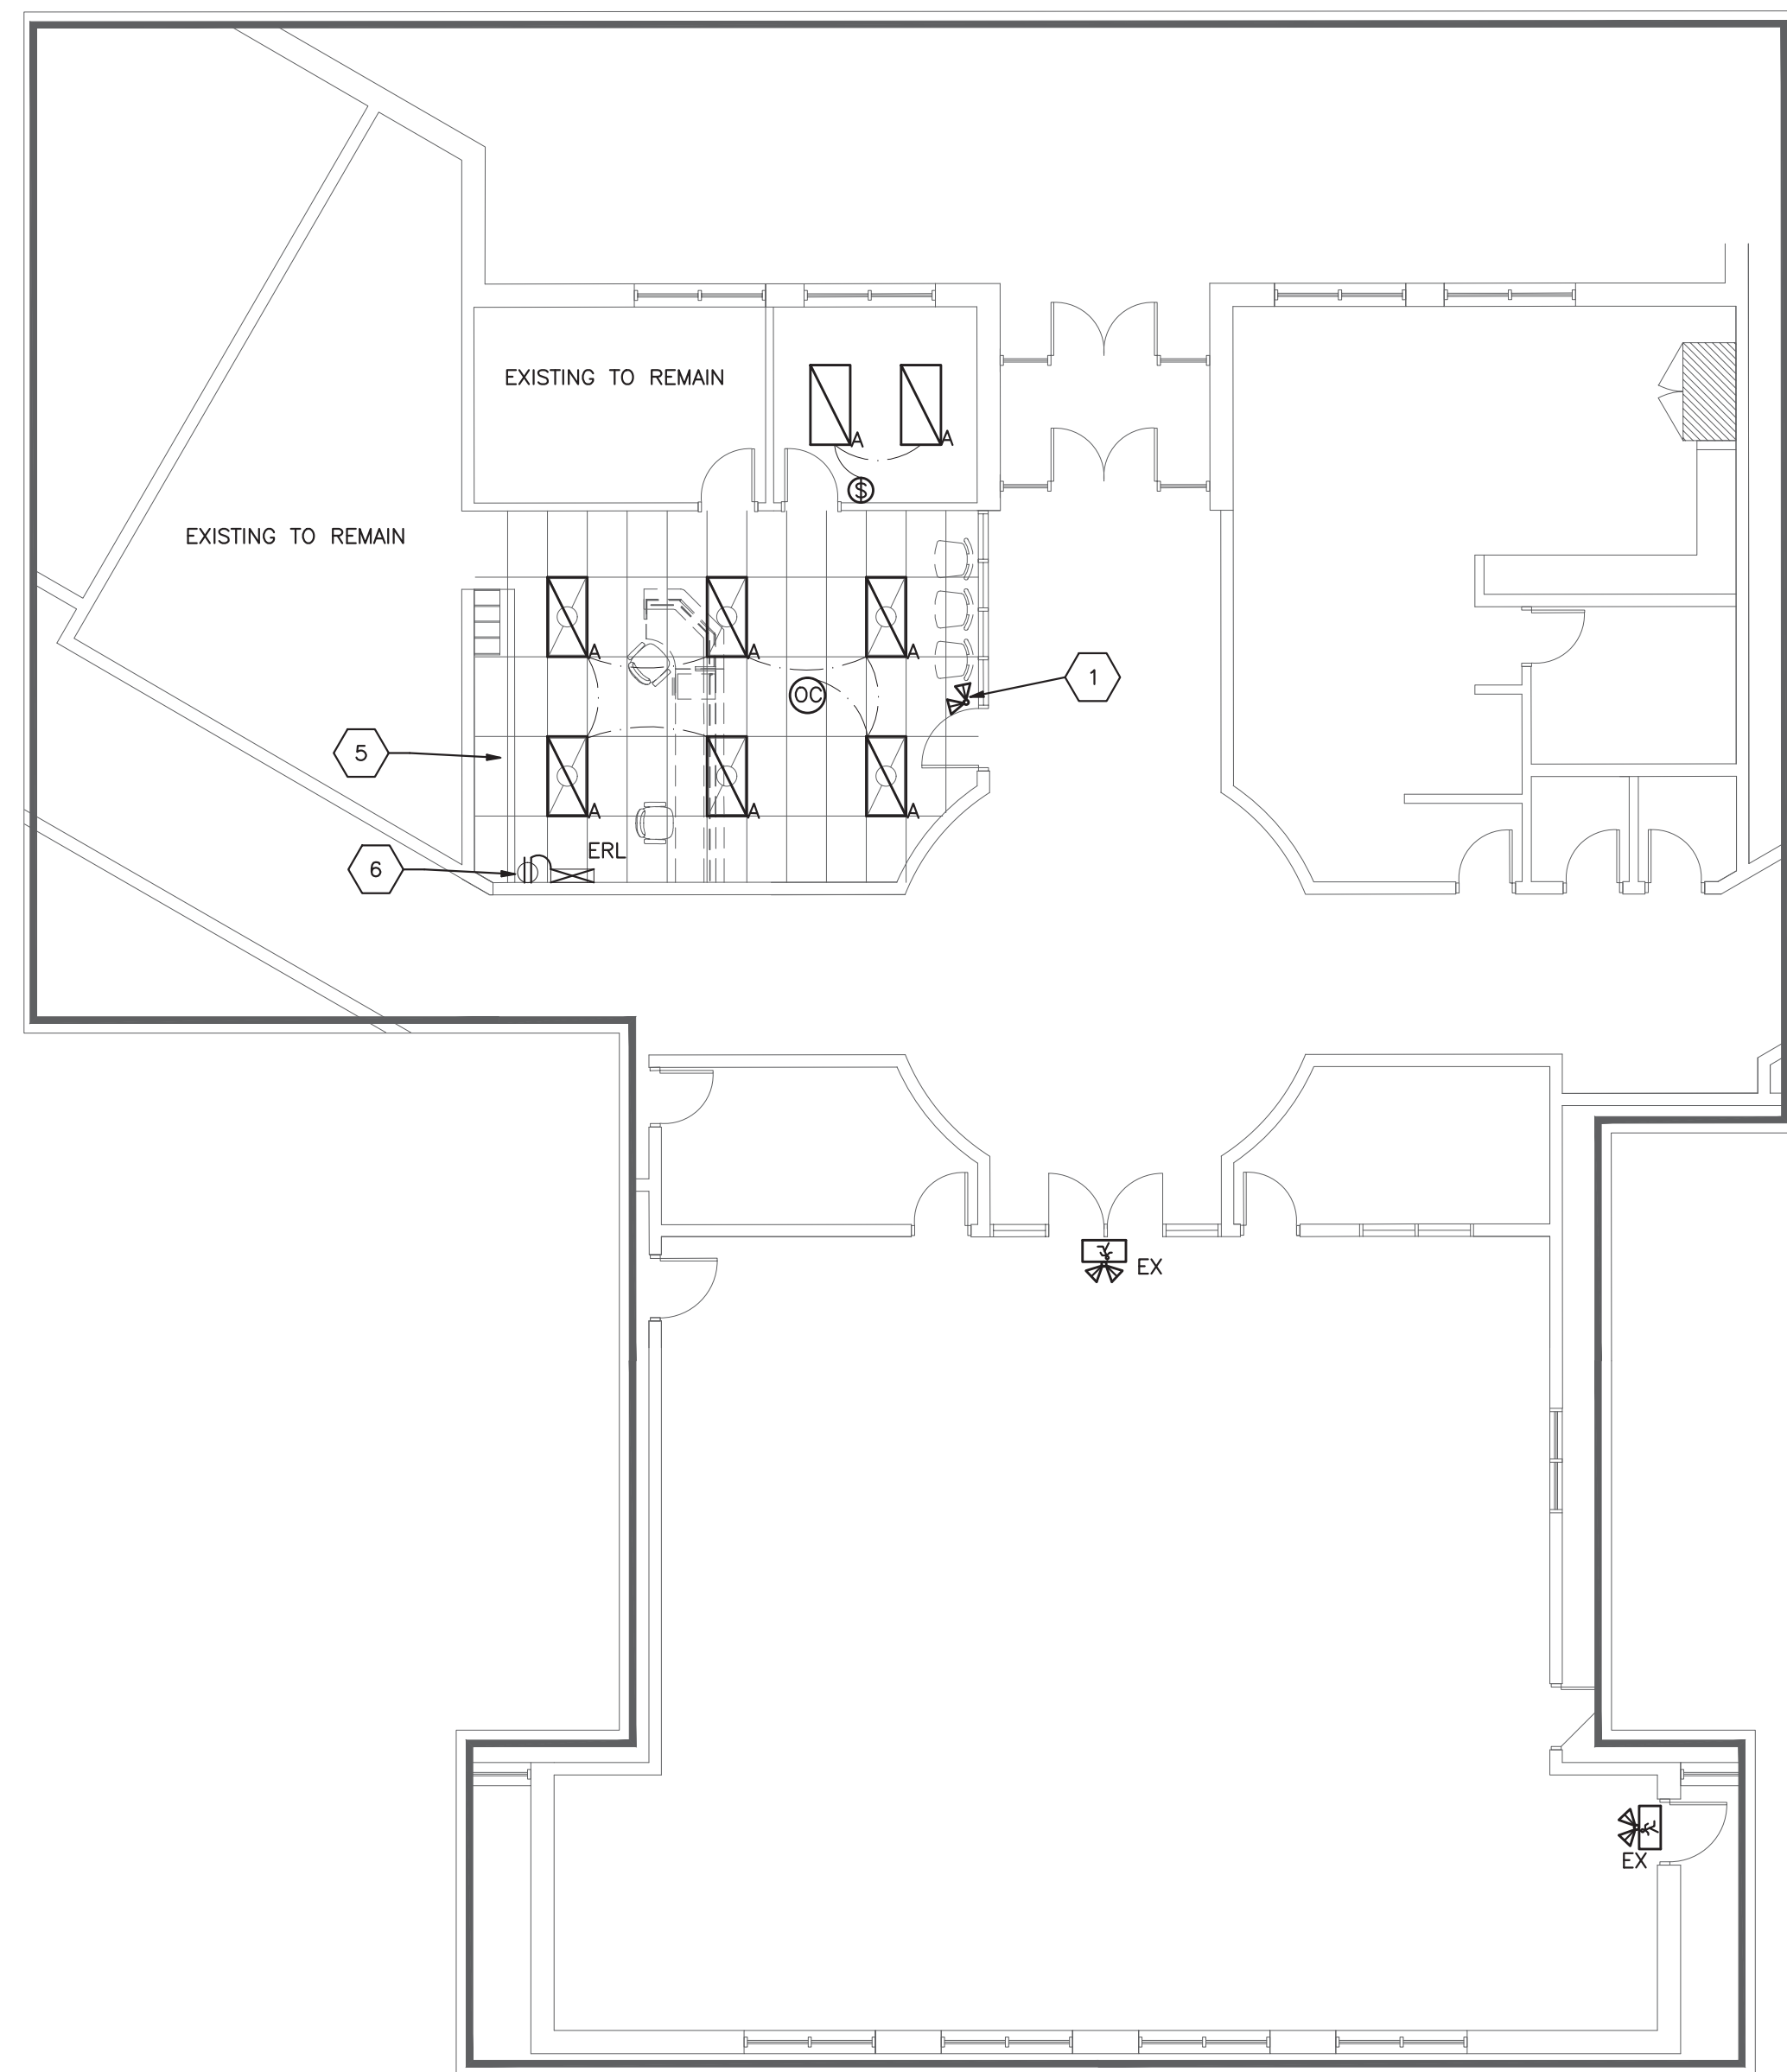 EXISTING TO REMAIN
A
A
$
EXISTING TO REMAIN
A
A
A
1
OC
5
A
A
A
ERL
6
EX
EX